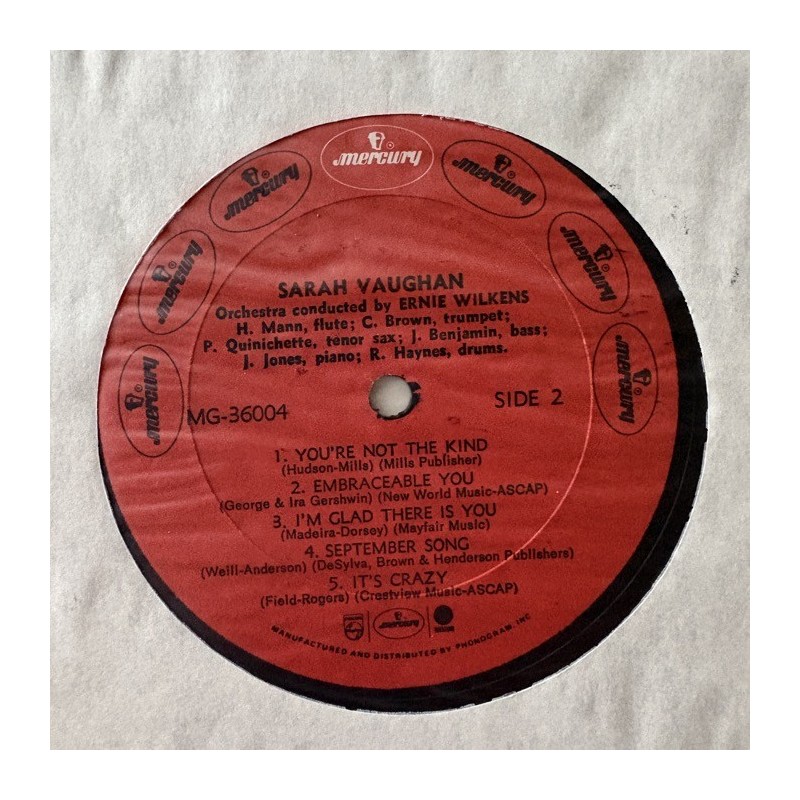 mercury
mercury
mercury
mercury
mercury
mercury
mercury
SARAH VAUGHAN
Orchestra conducted by ERNIE WILKENS
H. Mann, flute; C. Brown, trumpet;
P. Quinichette, tenor sax; J. Benjamin, bass;
J. Jones, piano; R. Haynes, drums.
MG-36004
SIDE 2
1. YOU'RE NOT THE KIND
(Hudson-Mills) (Mills Publisher)
2. EMBRACEABLE YOU
(George & Ira Gershwin) (New World Music-ASCAP)
3. I'M GLAD THERE IS YOU
(Madeira-Dorsey) (Mayfair Music)
4. SEPTEMBER SONG
(Weill-Anderson) (DeSylva, Brown & Henderson Publishers)
5. IT'S CRAZY
(Field-Rogers) (Crestview Music-ASCAP)
mercury
MANUFACTURED AND DISTRIBUTED BY PHONOGRAM, INC